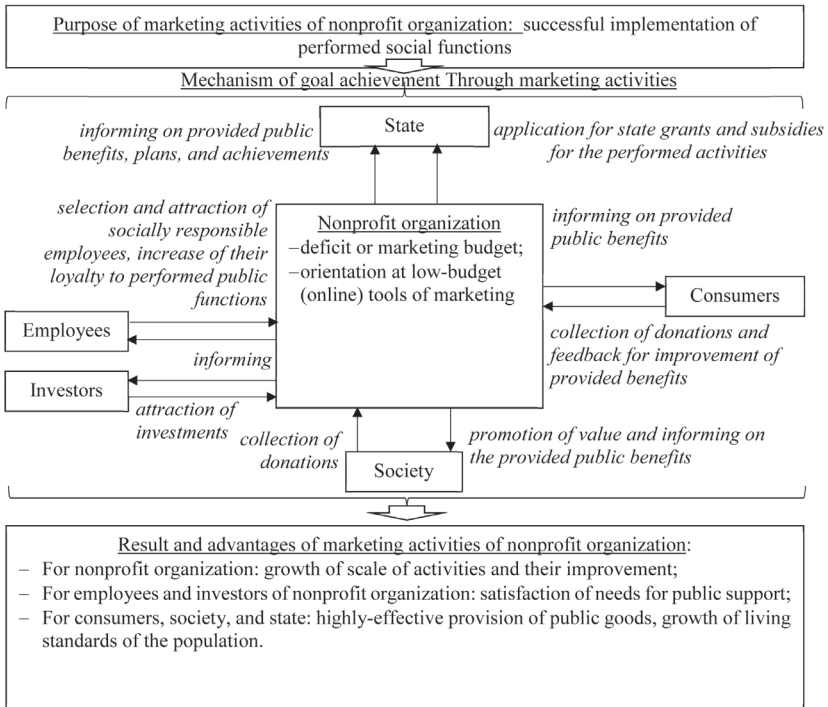 Purpose of marketing activities of nonprofit organization: successful implementation of
performed social functions
Mechanism of goal achievement Through marketing activities
informing on provided public
benefits, plans, and achievements
State
application for state grants and subsidies
for the performed activities
selection and attraction of
socially responsible
employees, increase of their
loyalty to performed public
functions
Nonprofit organization
–deficit or marketing budget;
–orientation at low-budget
(online) tools of marketing
informing on provided
public benefits
Consumers
Employees
collection of donations and
feedback for improvement of
provided benefits
informing
Investors
attraction of
investments
collection of
donations
Society
promotion of value and informing on
the provided public benefits
Result and advantages of marketing activities of nonprofit organization:
– For nonprofit organization: growth of scale of activities and their improvement;
– For employees and investors of nonprofit organization: satisfaction of needs for public support;
– For consumers, society, and state: highly-effective provision of public goods, growth of living
standards of the population.